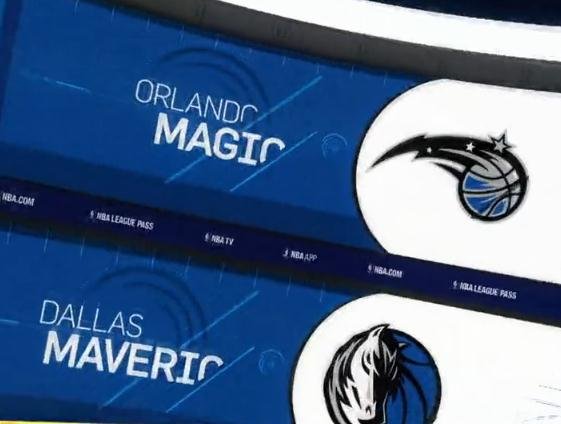 ORLANDO
MAGIC
NBA.COM
NBA LEAGUE PASS
NBA TV
NBA APP
NBA.COM
NBA LEAGUE PASS
DALLAS
MAVERIC